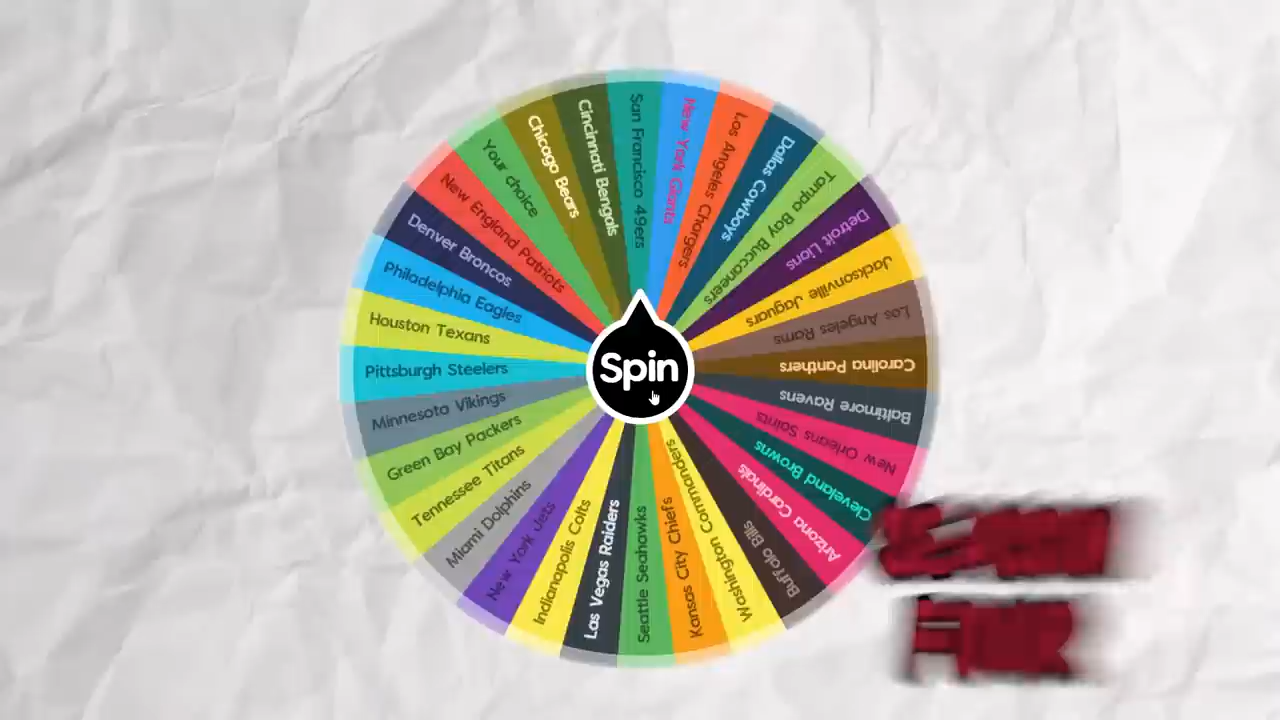 San Francisco 49ers
New York Giants
Los Angeles Chargers
Dallas Cowboys
Tampa Bay Buccaneers
Detroit Lions
Jacksonville Jaguars
Los Angeles Rams
Carolina Panthers
Baltimore Ravens
New Orleans Saints
Cleveland Browns
Arizona Cardinals
Buffalo Bills
Washington Commanders
Kansas City Chiefs
Seattle Seahawks
Las Vegas Raiders
Indianapolis Colts
New York Jets
Miami Dolphins
Tennessee Titans
Green Bay Packers
Minnesota Vikings
Pittsburgh Steelers
Houston Texans
Philadelphia Eagles
Denver Broncos
New England Patriots
Your choice
Chicago Bears
Cincinnati Bengals
Spin